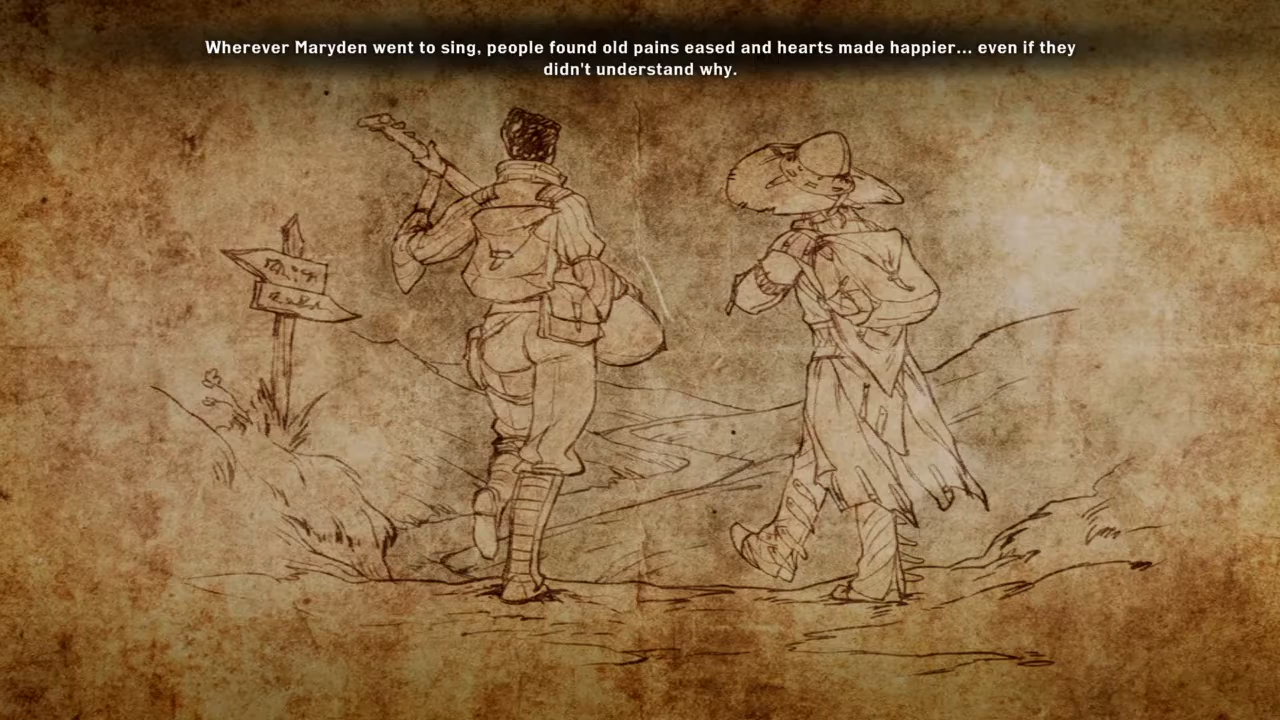 Wherever Maryden went to sing, people found old pains eased and hearts made happier... even if they
didn't understand why.